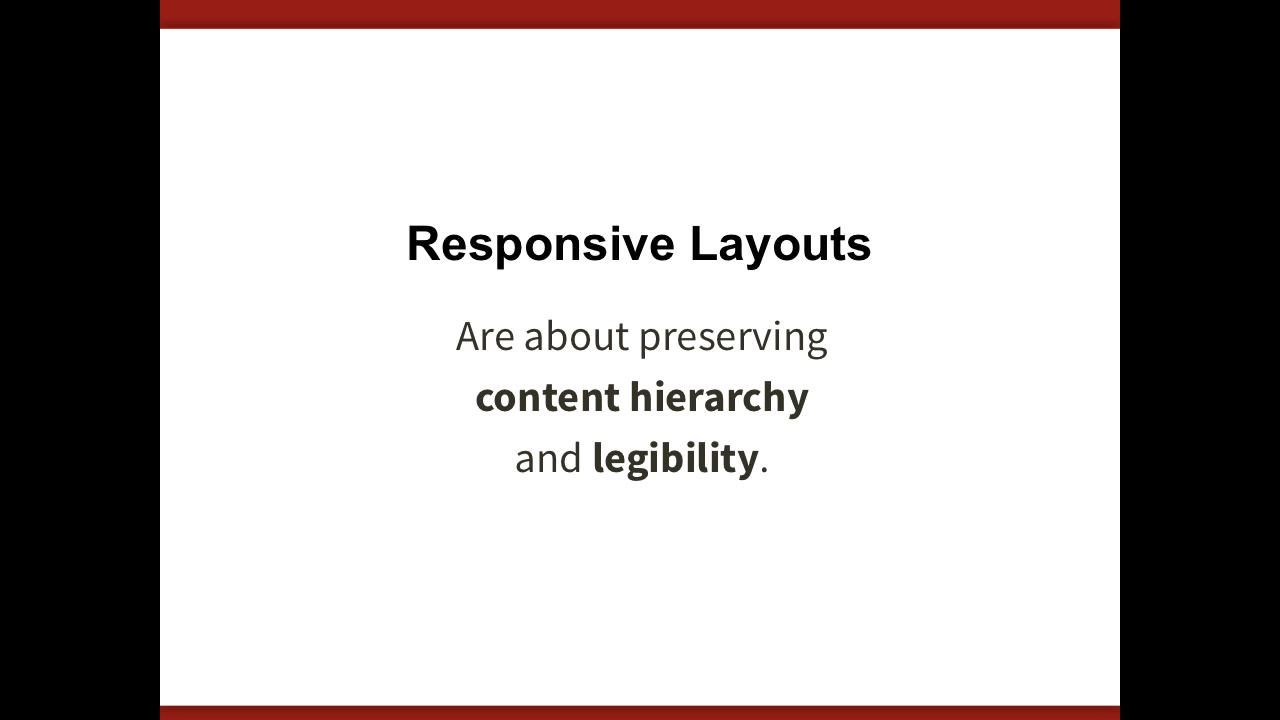 Responsive Layouts
Are about preserving
content hierarchy
and legibility.